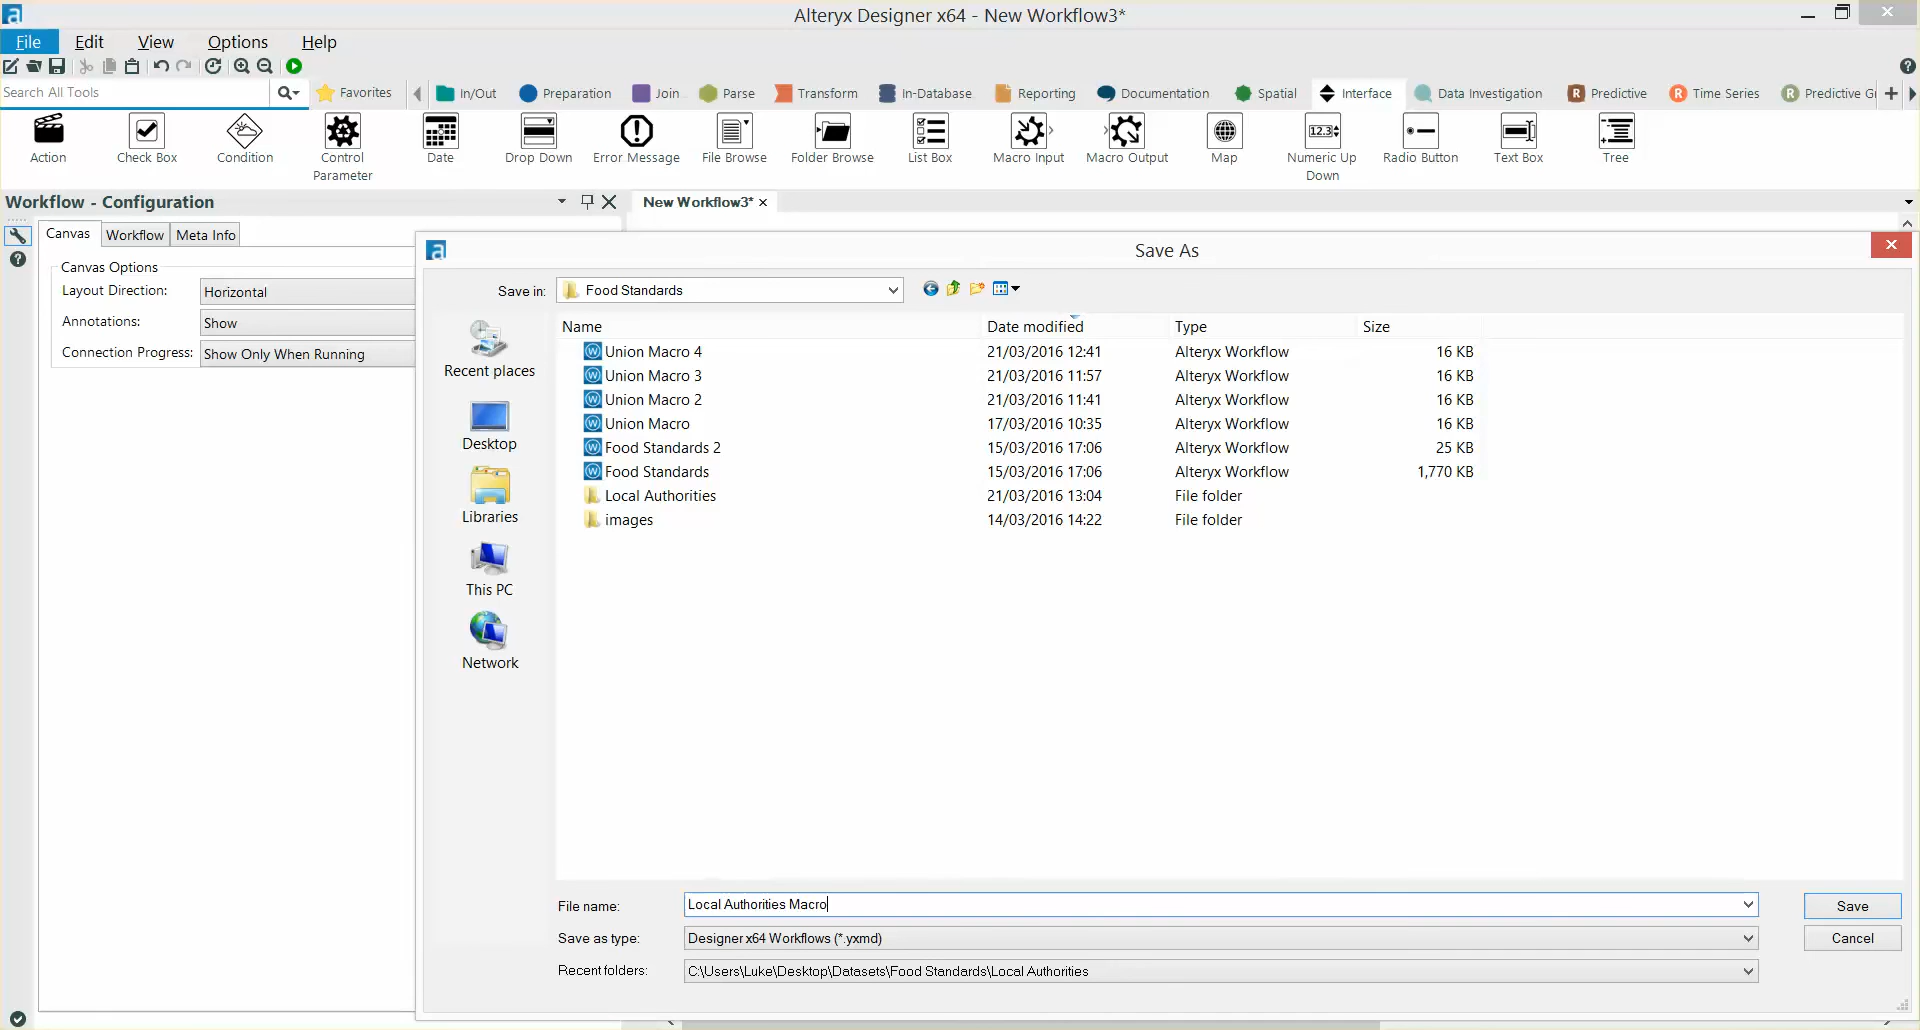 Alteryx Designer x64 - New Workflow3*
File Edit View Options Help
Search All Tools
Favorites In/Out Preparation Join Parse Transform In-Database Reporting Documentation Spatial Interface Data Investigation Predictive Time Series Predictive Gr
Action Check Box Condition Control Parameter Date Drop Down Error Message File Browse Folder Browse List Box Macro Input Macro Output Map Numeric Up Down Radio Button Text Box Tree
Workflow - Configuration
New Workflow3*
Canvas Workflow Meta Info
Canvas Options
Layout Direction: Horizontal
Annotations: Show
Connection Progress: Show Only When Running
Save As
Save in: Food Standards
Recent places
Desktop
Libraries
This PC
Network
Name Date modified Type Size
Union Macro 4 21/03/2016 12:41 Alteryx Workflow 16 KB
Union Macro 3 21/03/2016 11:57 Alteryx Workflow 16 KB
Union Macro 2 21/03/2016 11:41 Alteryx Workflow 16 KB
Union Macro 17/03/2016 10:35 Alteryx Workflow 16 KB
Food Standards 2 15/03/2016 17:06 Alteryx Workflow 25 KB
Food Standards 15/03/2016 17:06 Alteryx Workflow 1,770 KB
Local Authorities 21/03/2016 13:04 File folder
images 14/03/2016 14:22 File folder
File name: Local Authorities Macro
Save
Save as type: Designer x64 Workflows (*.yxmd)
Cancel
Recent folders: C:\Users\Luke\Desktop\Datasets\Food Standards\Local Authorities